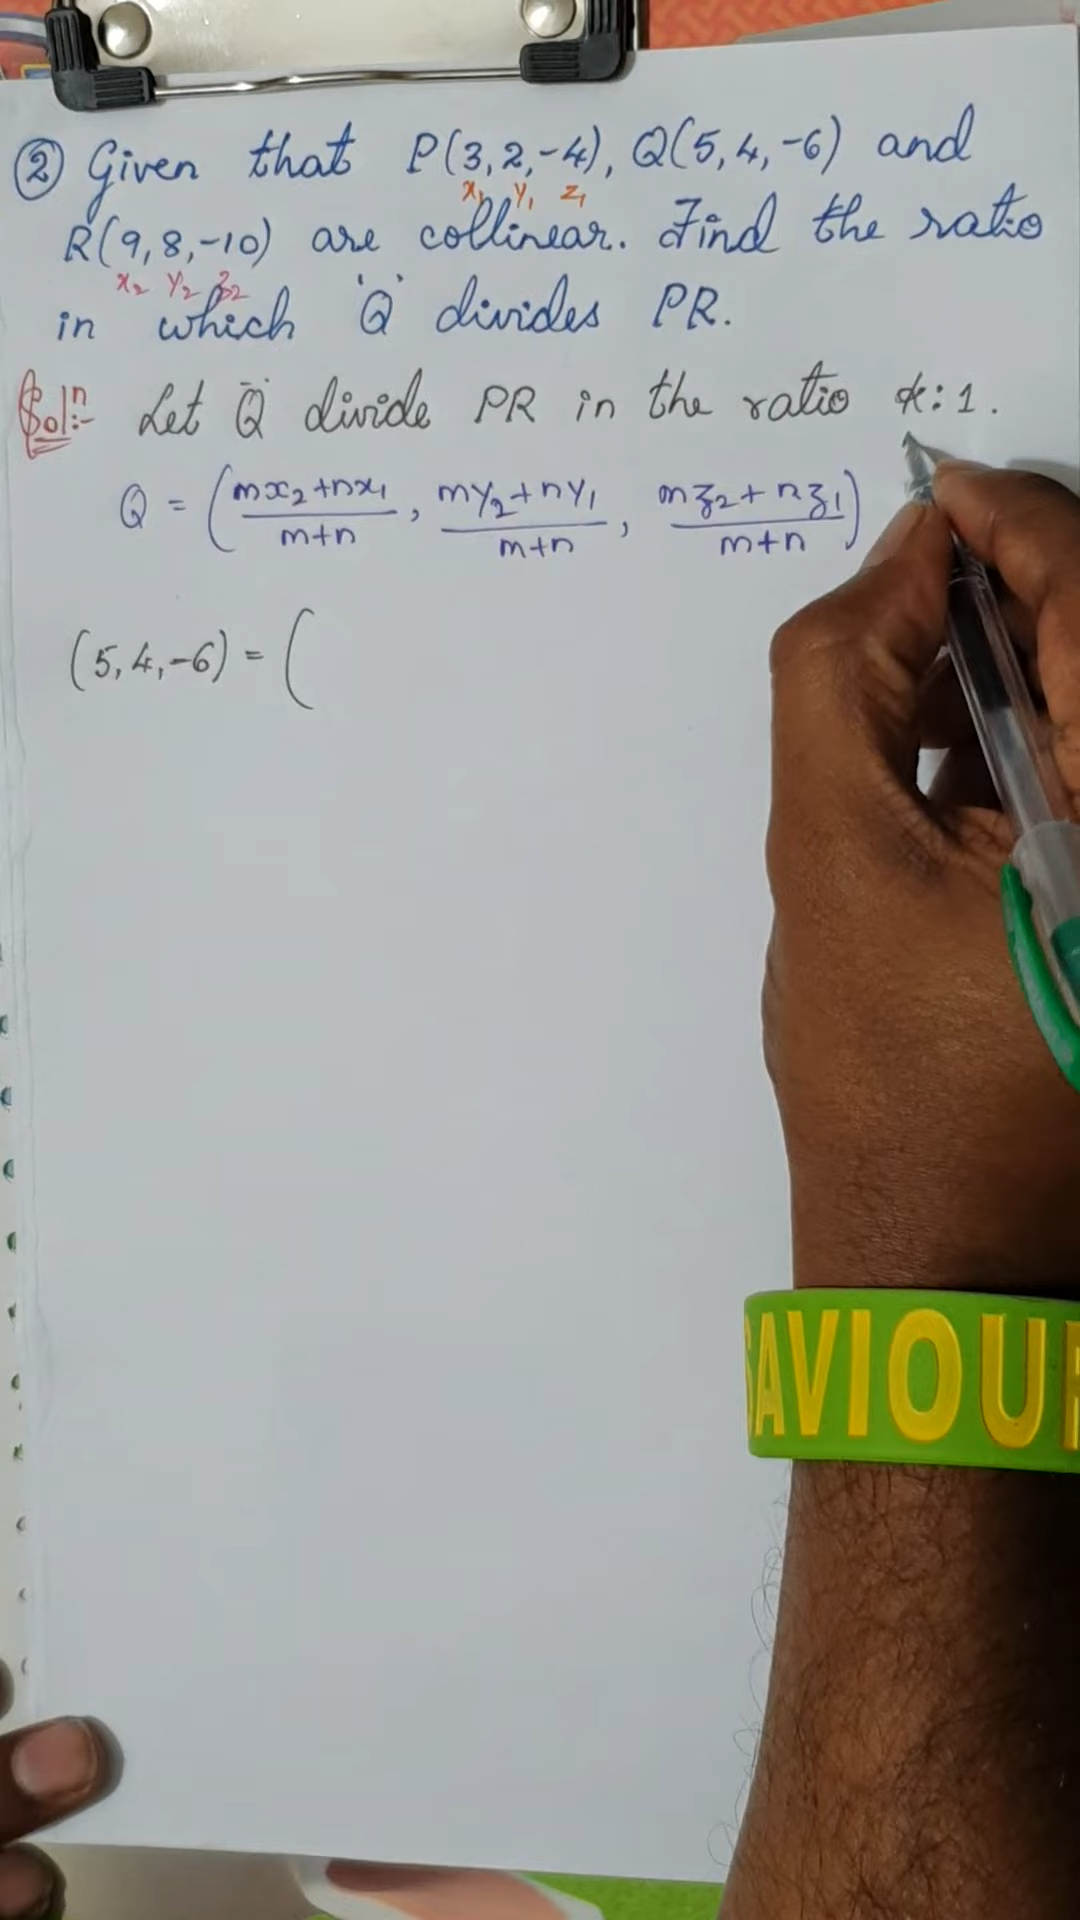 ② Given that P(3, 2, -4), Q(5, 4, -6) and
x₁ y₁ z₁
R(9, 8, -10) are collinear. Find the ratio
x₂ y₂ z₂
in which 'Q' divides PR.
Solⁿ:- Let Q divide PR in the ratio k:1.
Q = ( mx₂+nx₁ / m+n , my₂+ny₁ / m+n , mz₂+nz₁ / m+n )
(5, 4, -6) = (
SAVIOUR